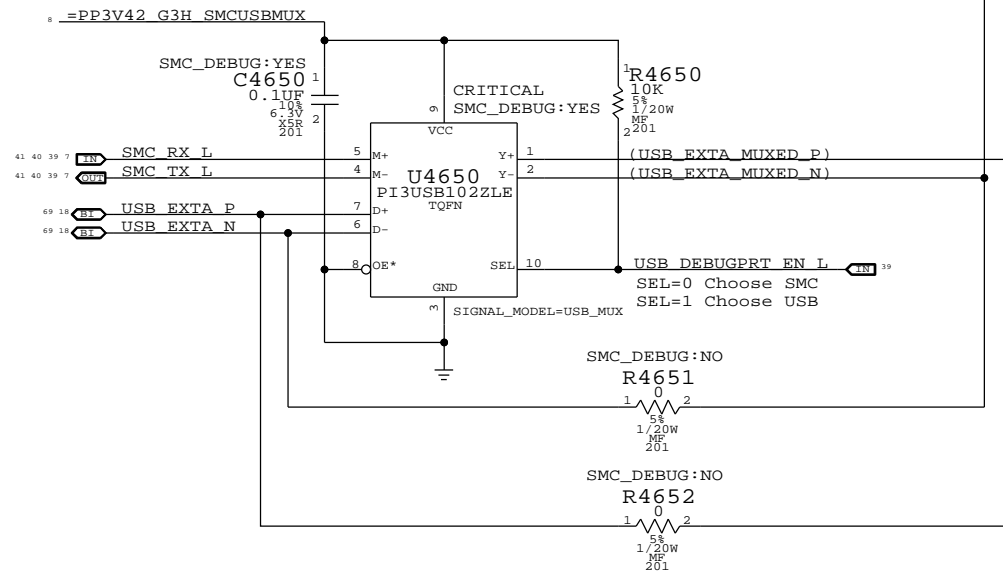 8 =PP3V42_G3H_SMCUSBMUX
SMC_DEBUG:YES
C4650 1
0.1UF
10%
6.3V
X5R 2
201
CRITICAL
SMC_DEBUG:YES
1
R4650
10K
5%
1/20W
MF
2 201
9
VCC
41 40 39 7 IN SMC_RX_L 5 M+
41 40 39 7 OUT SMC_TX_L 4 M-
69 18 BI USB_EXTA_P 7 D+
69 18 BI USB_EXTA_N 6 D-
8 OE*
U4650
PI3USB102ZLE
TQFN
Y+ 1 (USB_EXTA_MUXED_P)
Y- 2 (USB_EXTA_MUXED_N)
SEL 10 USB_DEBUGPRT_EN_L IN 39
SEL=0 Choose SMC
SEL=1 Choose USB
GND
3
SIGNAL_MODEL=USB_MUX
SMC_DEBUG:NO
R4651
1 0 2
5%
1/20W
MF
201
SMC_DEBUG:NO
R4652
1 0 2
5%
1/20W
MF
201